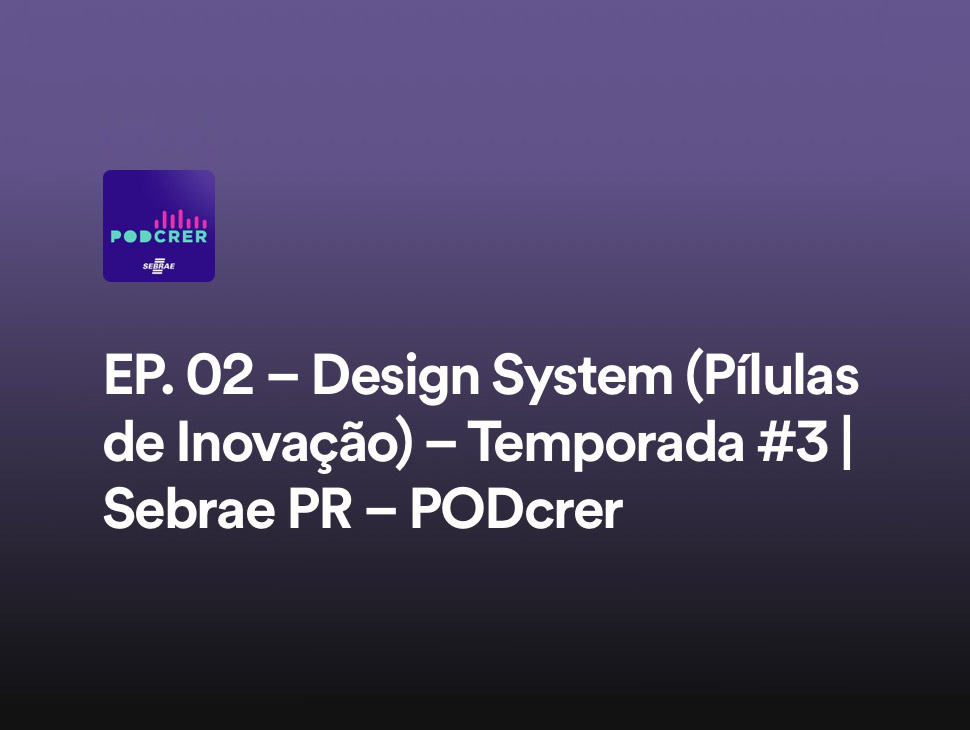 PODCRER
SEBRAE
EP. 02 – Design System (Pílulas
de Inovação) – Temporada #3 |
Sebrae PR – PODcrer